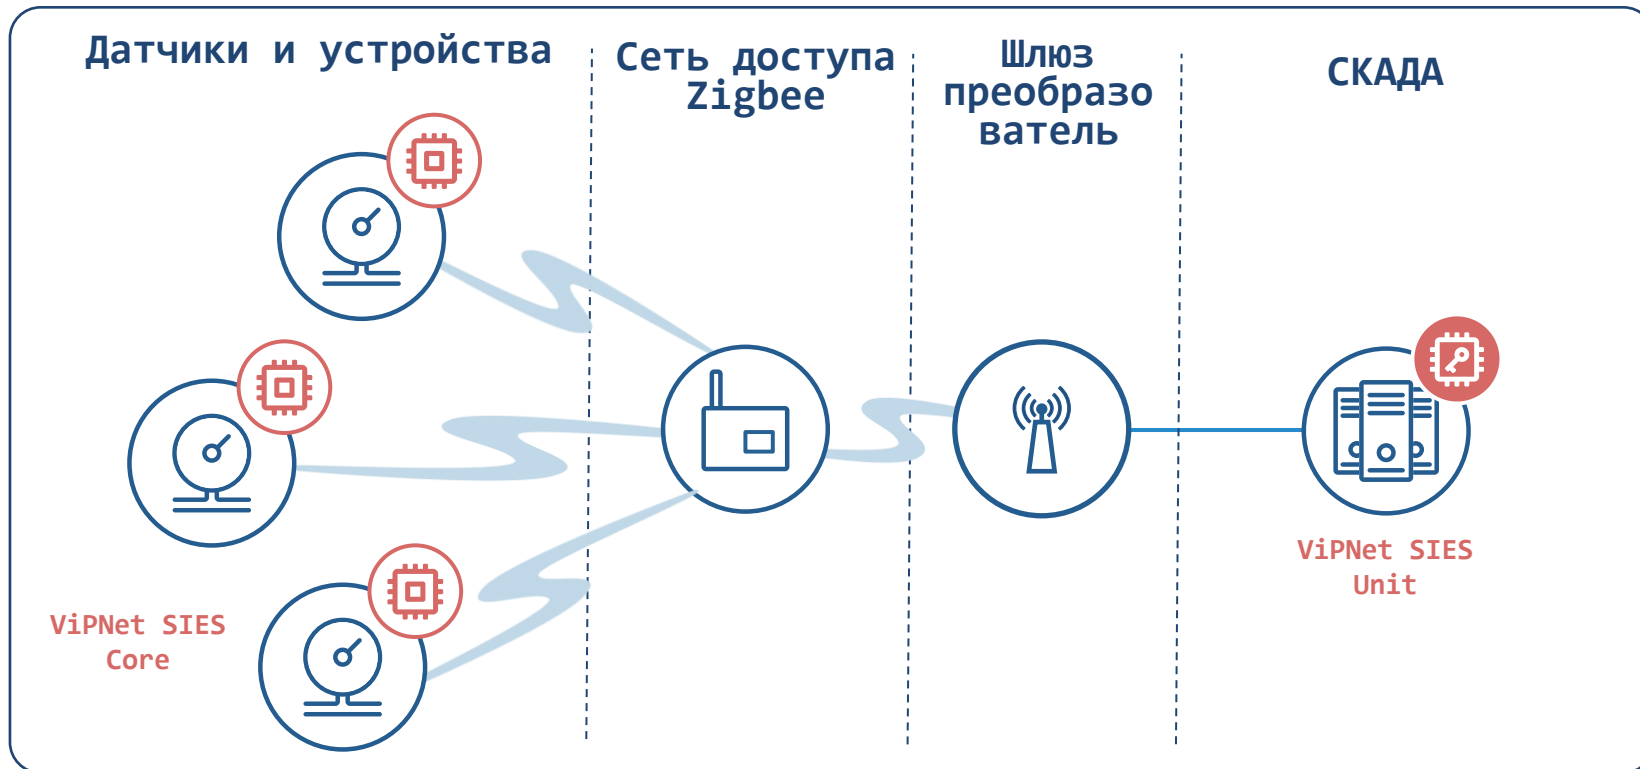 Датчики и устройства
Сеть доступа
Zigbee
Шлюз
преобразо
ватель
СКАДА
ViPNet SIES
Unit
ViPNet SIES
Core